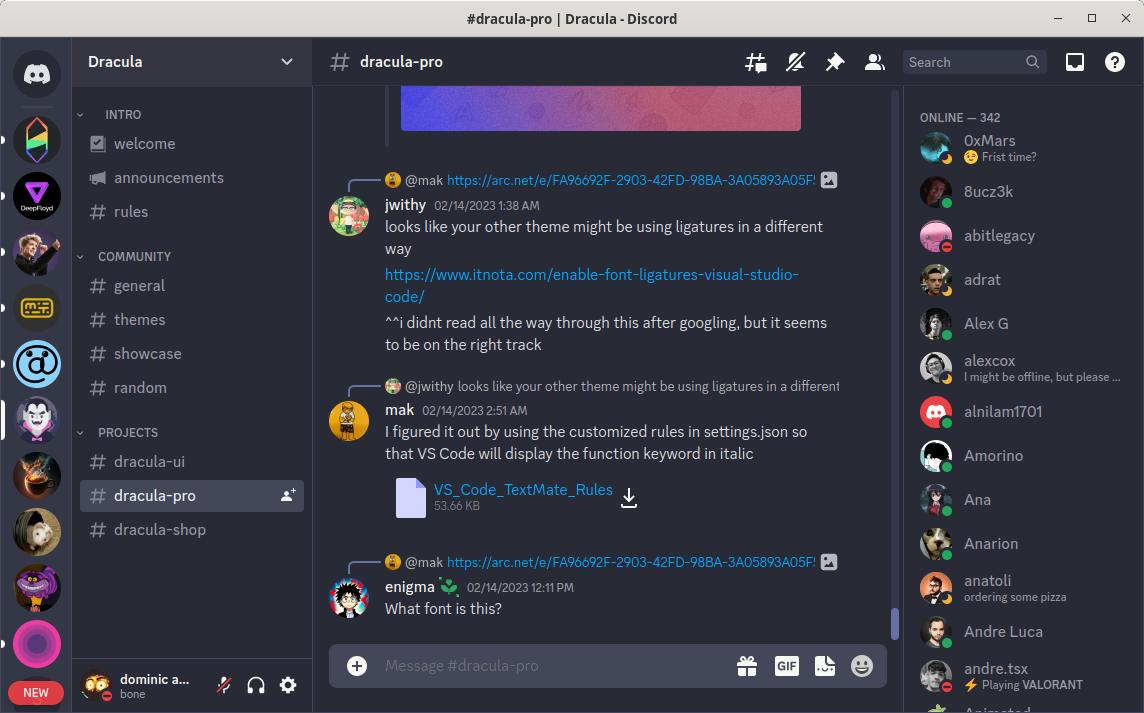 #dracula-pro | Dracula - Discord
Dracula
dracula-pro
Search
INTRO
welcome
announcements
rules
COMMUNITY
general
themes
showcase
random
PROJECTS
dracula-ui
dracula-pro
dracula-shop
DeepFloyd
NEW
dominic a...
bone
@mak https://arc.net/e/FA96692F-2903-42FD-98BA-3A05893A05F!
jwithy 02/14/2023 1:38 AM
looks like your other theme might be using ligatures in a different
way
https://www.itnota.com/enable-font-ligatures-visual-studio-
code/
^^i didnt read all the way through this after googling, but it seems
to be on the right track
@jwithy looks like your other theme might be using ligatures in a different
mak 02/14/2023 2:51 AM
I figured it out by using the customized rules in settings.json so
that VS Code will display the function keyword in italic
VS_Code_TextMate_Rules
53.66 KB
@mak https://arc.net/e/FA96692F-2903-42FD-98BA-3A05893A05F!
enigma 02/14/2023 12:11 PM
What font is this?
Message #dracula-pro
GIF
ONLINE — 342
0xMars
😉 Frist time?
8ucz3k
abitlegacy
adrat
Alex G
alexcox
I might be offline, but please ...
alnilam1701
Amorino
Ana
Anarion
anatoli
ordering some pizza
Andre Luca
andre.tsx
⚡ Playing VALORANT
Animated